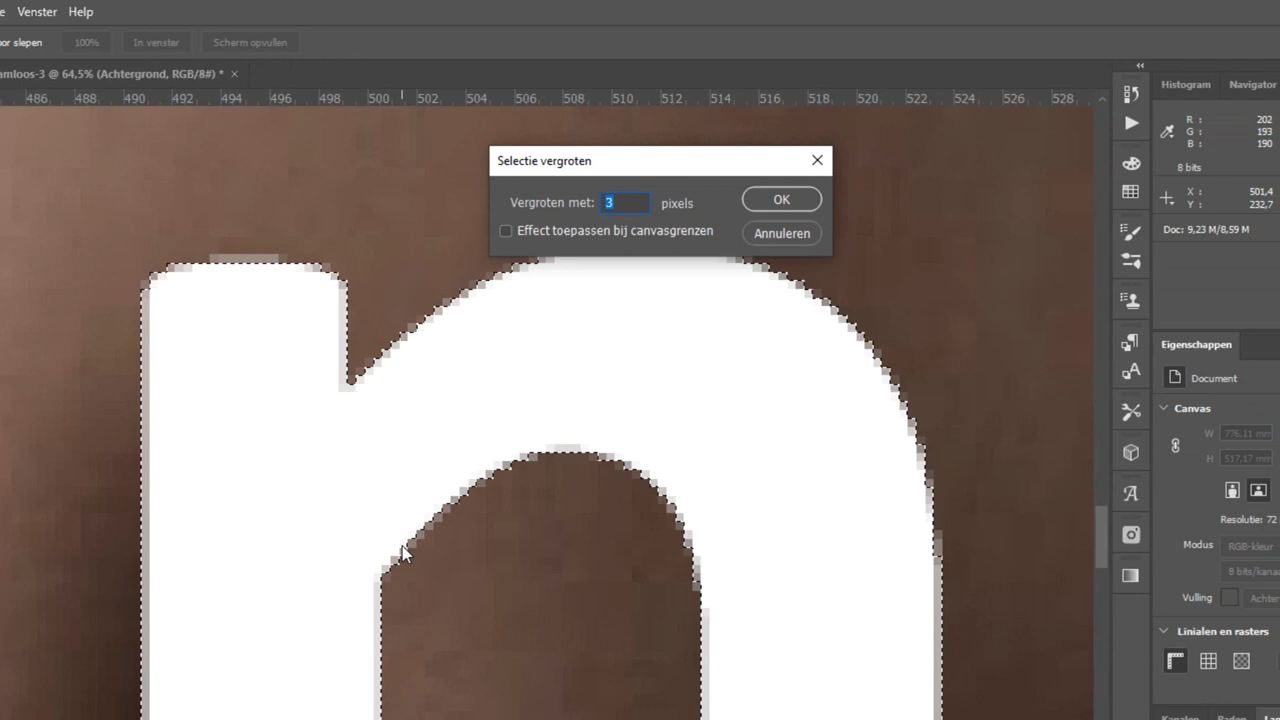 Venster Help
or slepen 100% In venster Scherm opvullen
amloos-3 @ 64,5% (Achtergrond, RGB/8#) * ×
486 488 490 492 494 496 498 500 502 504 506 508 510 512 514 516 518 520 522 524 526 528
Histogram Navigator
R : 202
G : 193
B : 190
8 bits
X : 501,4
Y : 232,7
Doc: 9,23 M/8,59 M
Selectie vergroten
Vergroten met: 3 pixels
OK
Effect toepassen bij canvasgrenzen
Annuleren
Eigenschappen
Document
Canvas
W 776,11 mm
H 517,17 mm
Resolutie: 72
Modus RGB-kleur
8 bits/kana
Vulling Achter
Linialen en rasters
Kanalen Paden La